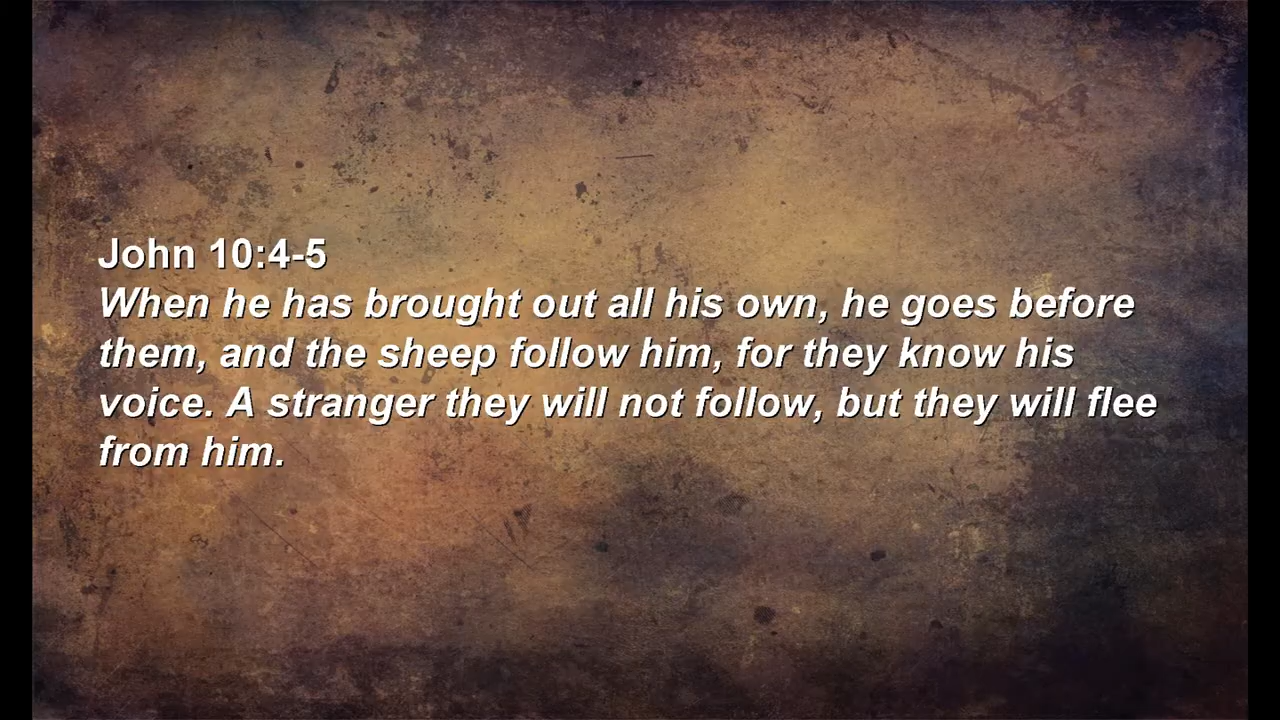 John 10:4-5
When he has brought out all his own, he goes before
them, and the sheep follow him, for they know his
voice. A stranger they will not follow, but they will flee
from him.